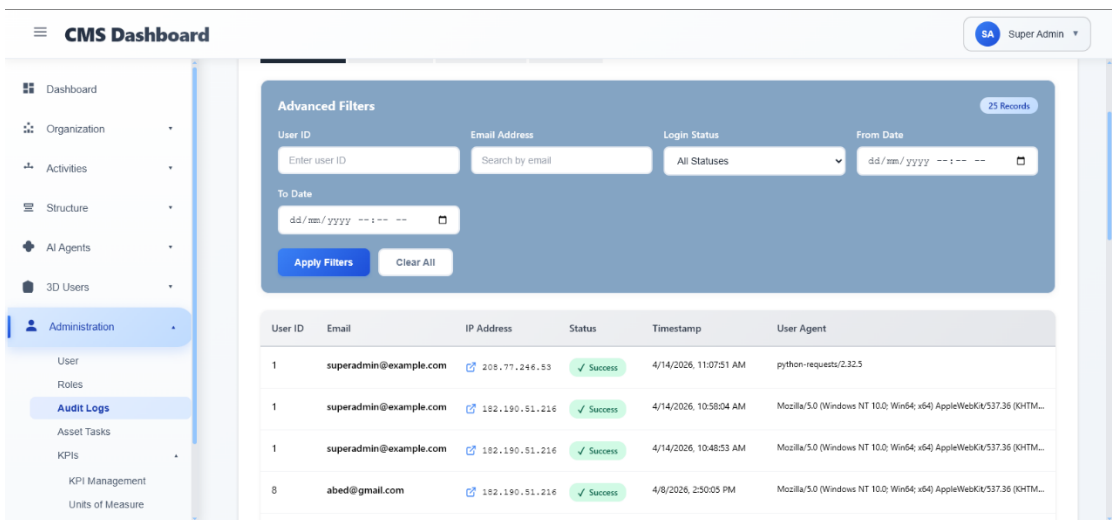 CMS Dashboard
SA Super Admin
Dashboard
Organization
Activities
Structure
AI Agents
3D Users
Administration
User
Roles
Audit Logs
Asset Tasks
KPIs
KPI Management
Units of Measure
Advanced Filters 25 Records
User ID Email Address Login Status From Date
Enter user ID Search by email All Statuses dd/mm/yyyy --:-- --
To Date
dd/mm/yyyy --:-- --
Apply Filters Clear All
User ID Email IP Address Status Timestamp User Agent
1 superadmin@example.com 208.77.246.53 ✓ Success 4/14/2026, 11:07:51 AM python-requests/2.32.5
1 superadmin@example.com 182.190.51.216 ✓ Success 4/14/2026, 10:58:04 AM Mozilla/5.0 (Windows NT 10.0; Win64; x64) AppleWebKit/537.36 (KHTM...
1 superadmin@example.com 182.190.51.216 ✓ Success 4/14/2026, 10:48:53 AM Mozilla/5.0 (Windows NT 10.0; Win64; x64) AppleWebKit/537.36 (KHTM...
8 abed@gmail.com 182.190.51.216 ✓ Success 4/8/2026, 2:50:05 PM Mozilla/5.0 (Windows NT 10.0; Win64; x64) AppleWebKit/537.36 (KHTM...